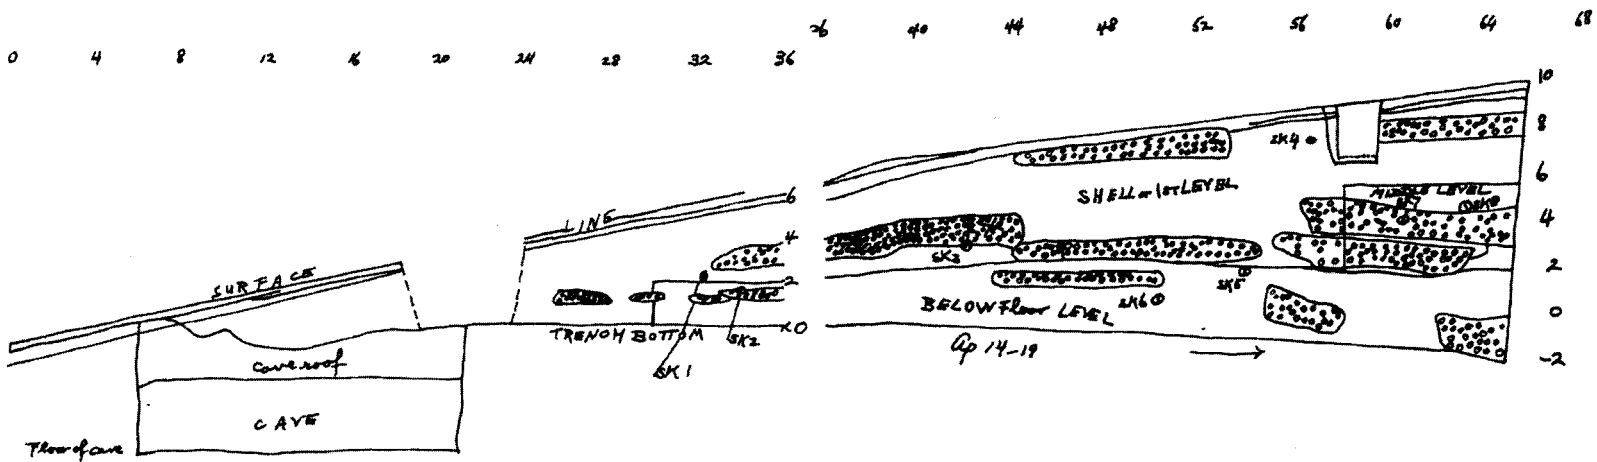 0 4 8 12 16 20 24 28 32 36
36 40 44 48 52 56 60 64 68
10
8
6
4
2
0
-2
SURFACE LINE
6
4
2
0
SHELL or 1ST LEVEL
MIDDLE LEVEL
SK4
SK3
SK5
SK6
BELOW Floor LEVEL
Ap 14-19
TRENCH BOTTOM
SK1
SK2
Cave roof
CAVE
Floor of cave